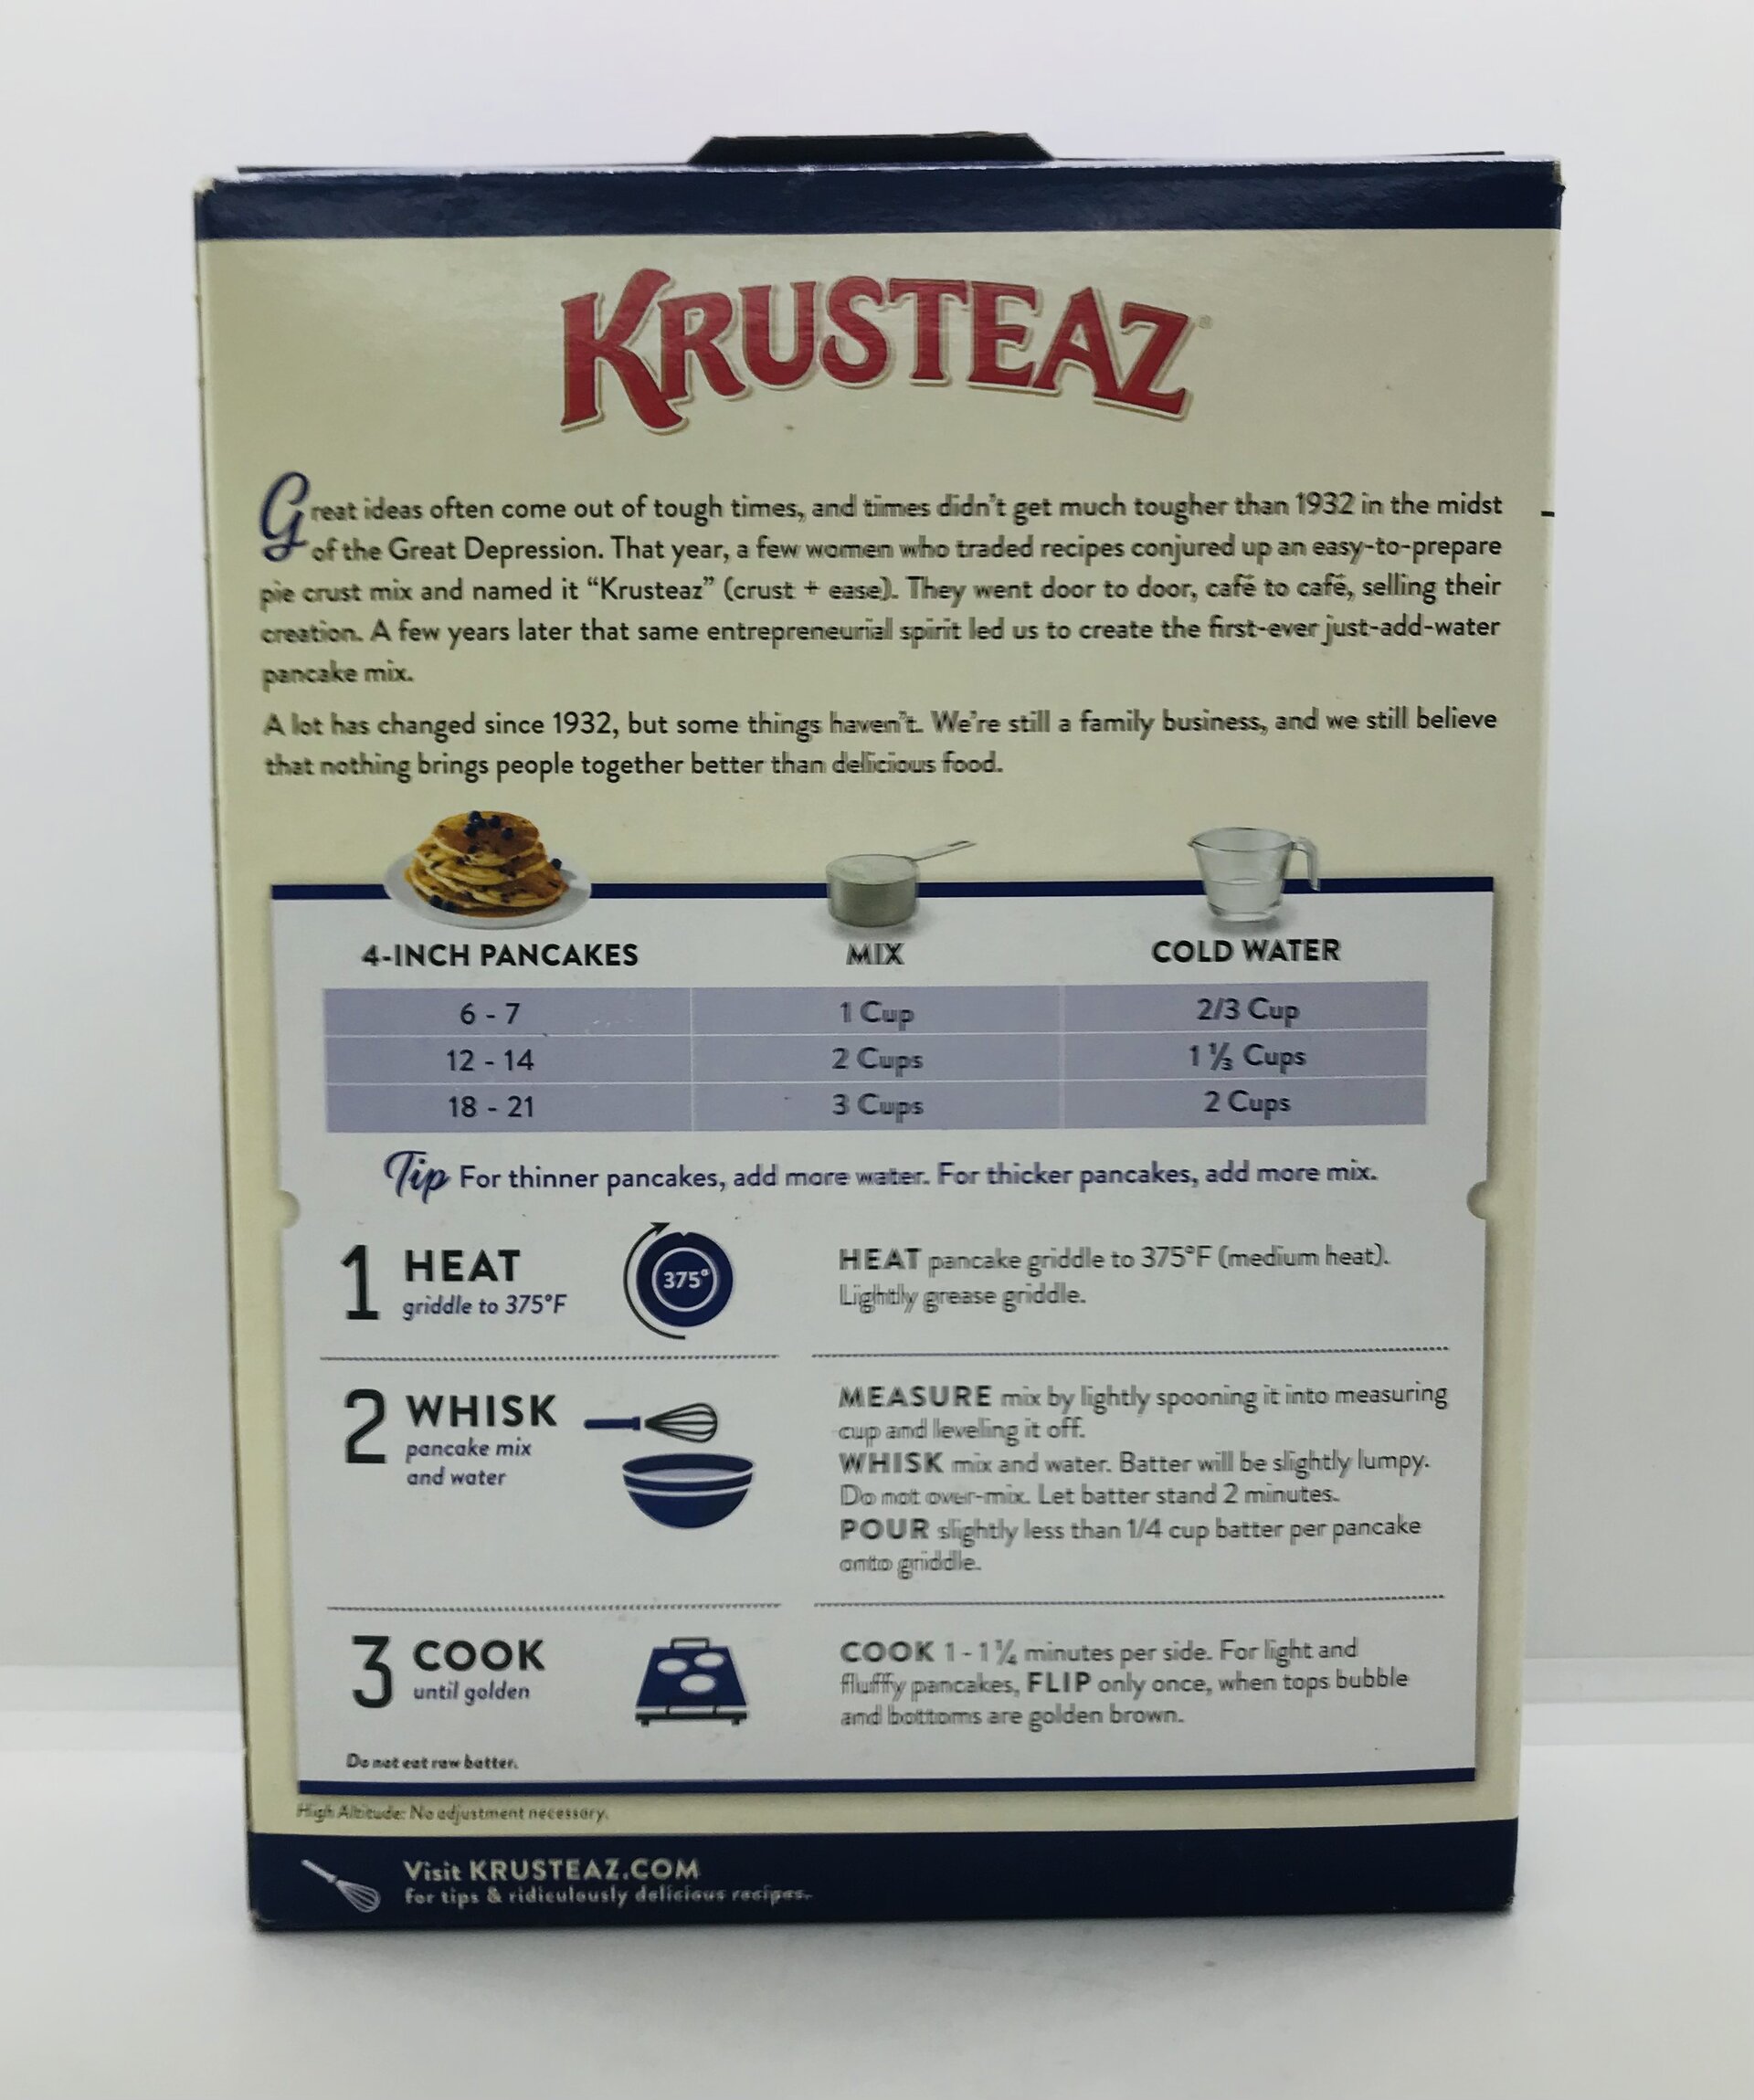 KRUSTEAZ®
Great ideas often come out of tough times, and times didn't get much tougher than 1932 in the midst
of the Great Depression. That year, a few women who traded recipes conjured up an easy-to-prepare
pie crust mix and named it “Krusteaz” (crust + ease). They went door to door, café to café, selling their
creation. A few years later that same entrepreneurial spirit led us to create the first-ever just-add-water
pancake mix.
A lot has changed since 1932, but some things haven't. We're still a family business, and we still believe
that nothing brings people together better than delicious food.
4-INCH PANCAKES MIX COLD WATER
6 - 7 1 Cup 2/3 Cup
12 - 14 2 Cups 1 ⅓ Cups
18 - 21 3 Cups 2 Cups
Tip For thinner pancakes, add more water. For thicker pancakes, add more mix.
1 HEAT
griddle to 375°F
375°
HEAT pancake griddle to 375°F (medium heat).
Lightly grease griddle.
2 WHISK
pancake mix
and water
MEASURE mix by lightly spooning it into measuring
cup and leveling it off.
WHISK mix and water. Batter will be slightly lumpy.
Do not over-mix. Let batter stand 2 minutes.
POUR slightly less than 1/4 cup batter per pancake
onto griddle.
3 COOK
until golden
COOK 1 - 1 ¼ minutes per side. For light and
fluffy pancakes, FLIP only once, when tops bubble
and bottoms are golden brown.
Do not eat raw batter.
High Altitude: No adjustment necessary.
Visit KRUSTEAZ.COM
for tips & ridiculously delicious recipes.